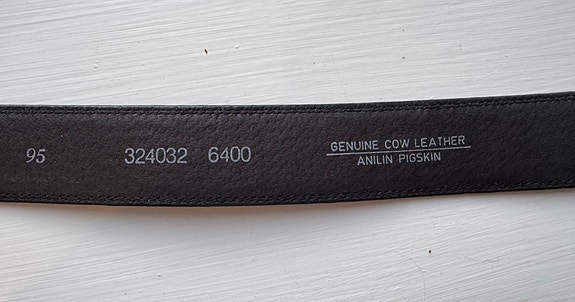 95
324032 6400
GENUINE COW LEATHER
ANILIN PIGSKIN